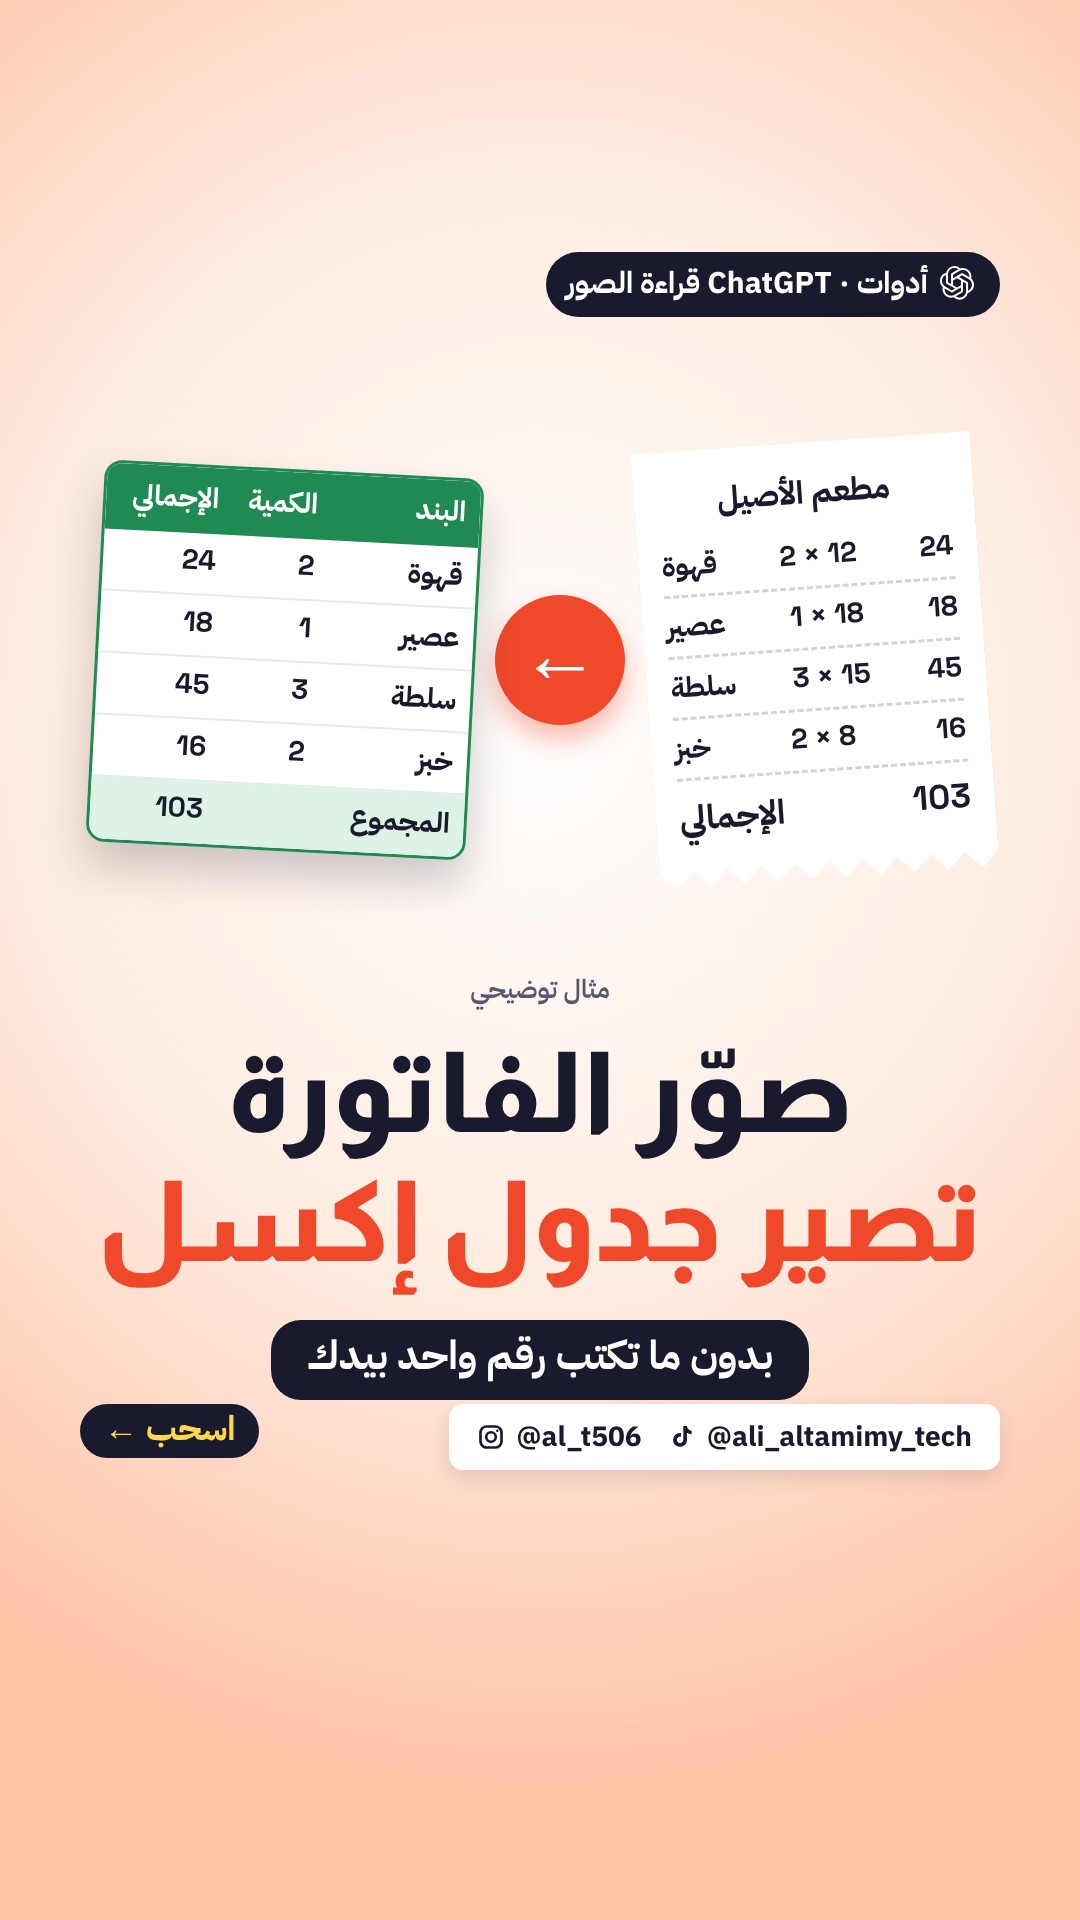 أدوات ChatGPT · قراءة الصور
مطعم الأصيل
قهوة 2 × 12 24
عصير 1 × 18 18
سلطة 3 × 15 45
خبز 2 × 8 16
الإجمالي 103
←
البند الكمية الإجمالي
قهوة 2 24
عصير 1 18
سلطة 3 45
خبز 2 16
المجموع 103
مثال توضيحي
صوّر الفاتورة
تصير جدول إكسل
بدون ما تكتب رقم واحد بيدك
@al_t506 @ali_altamimy_tech
اسحب ←